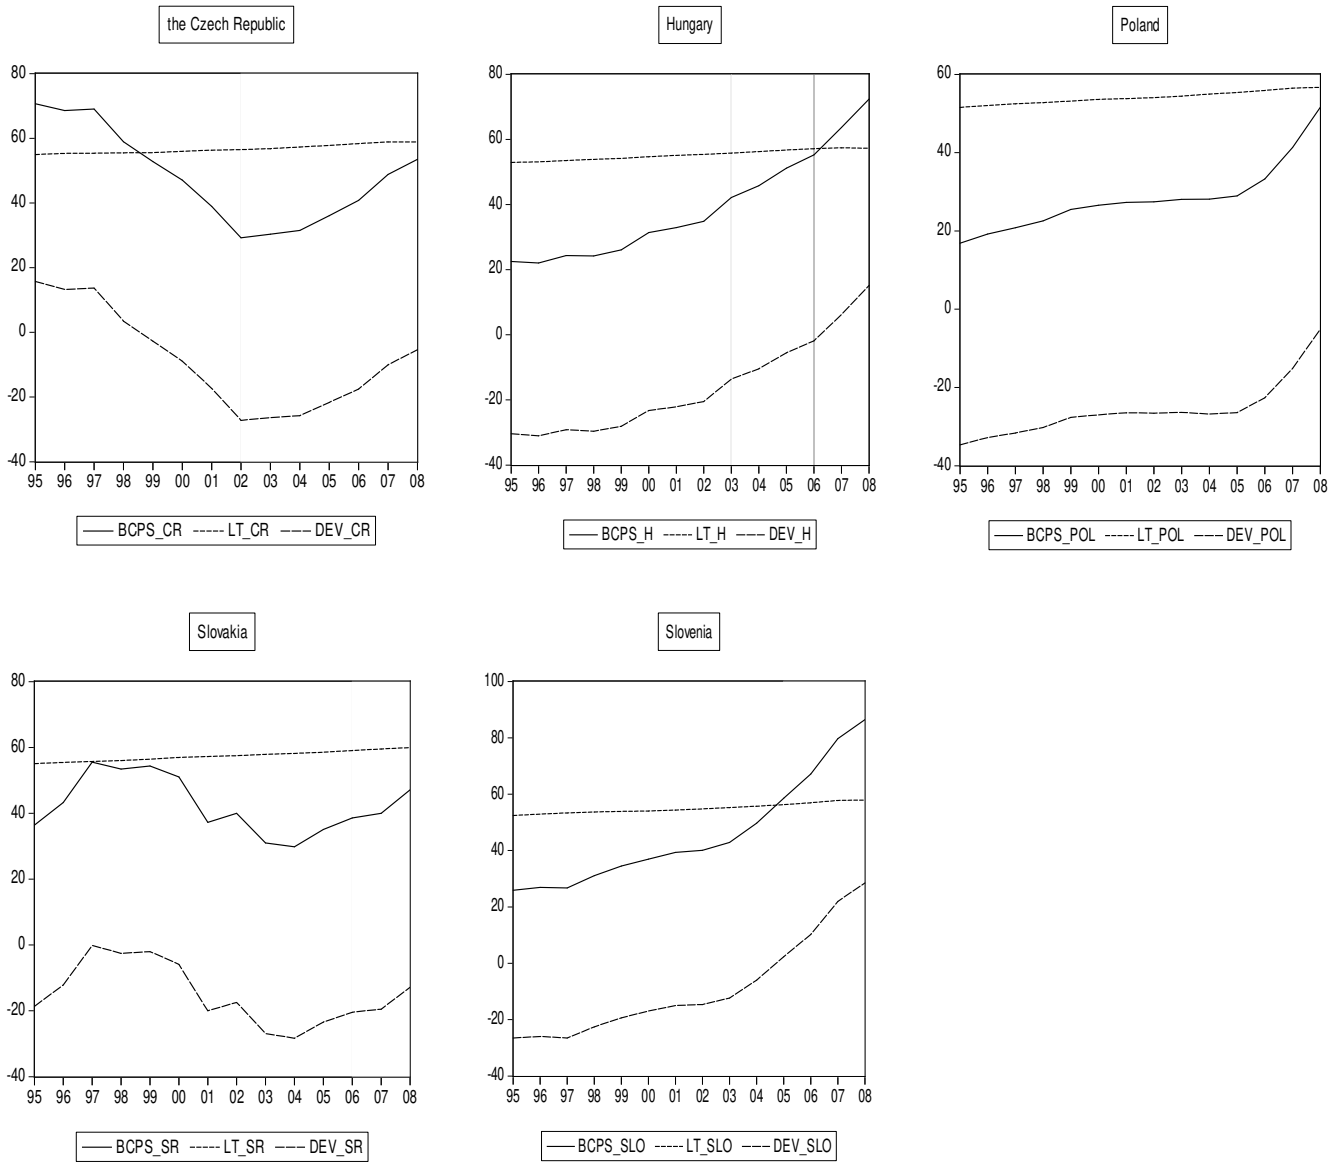 the Czech Republic
Hungary
Poland
80
60
40
20
0
-20
-40
95 96 97 98 99 00 01 02 03 04 05 06 07 08
BCPS_CR LT_CR DEV_CR
80
60
40
20
0
-20
-40
95 96 97 98 99 00 01 02 03 04 05 06 07 08
BCPS_H LT_H DEV_H
60
40
20
0
-20
-40
95 96 97 98 99 00 01 02 03 04 05 06 07 08
BCPS_POL LT_POL DEV_POL
Slovakia
Slovenia
80
60
40
20
0
-20
-40
95 96 97 98 99 00 01 02 03 04 05 06 07 08
BCPS_SR LT_SR DEV_SR
100
80
60
40
20
0
-20
-40
95 96 97 98 99 00 01 02 03 04 05 06 07 08
BCPS_SLO LT_SLO DEV_SLO